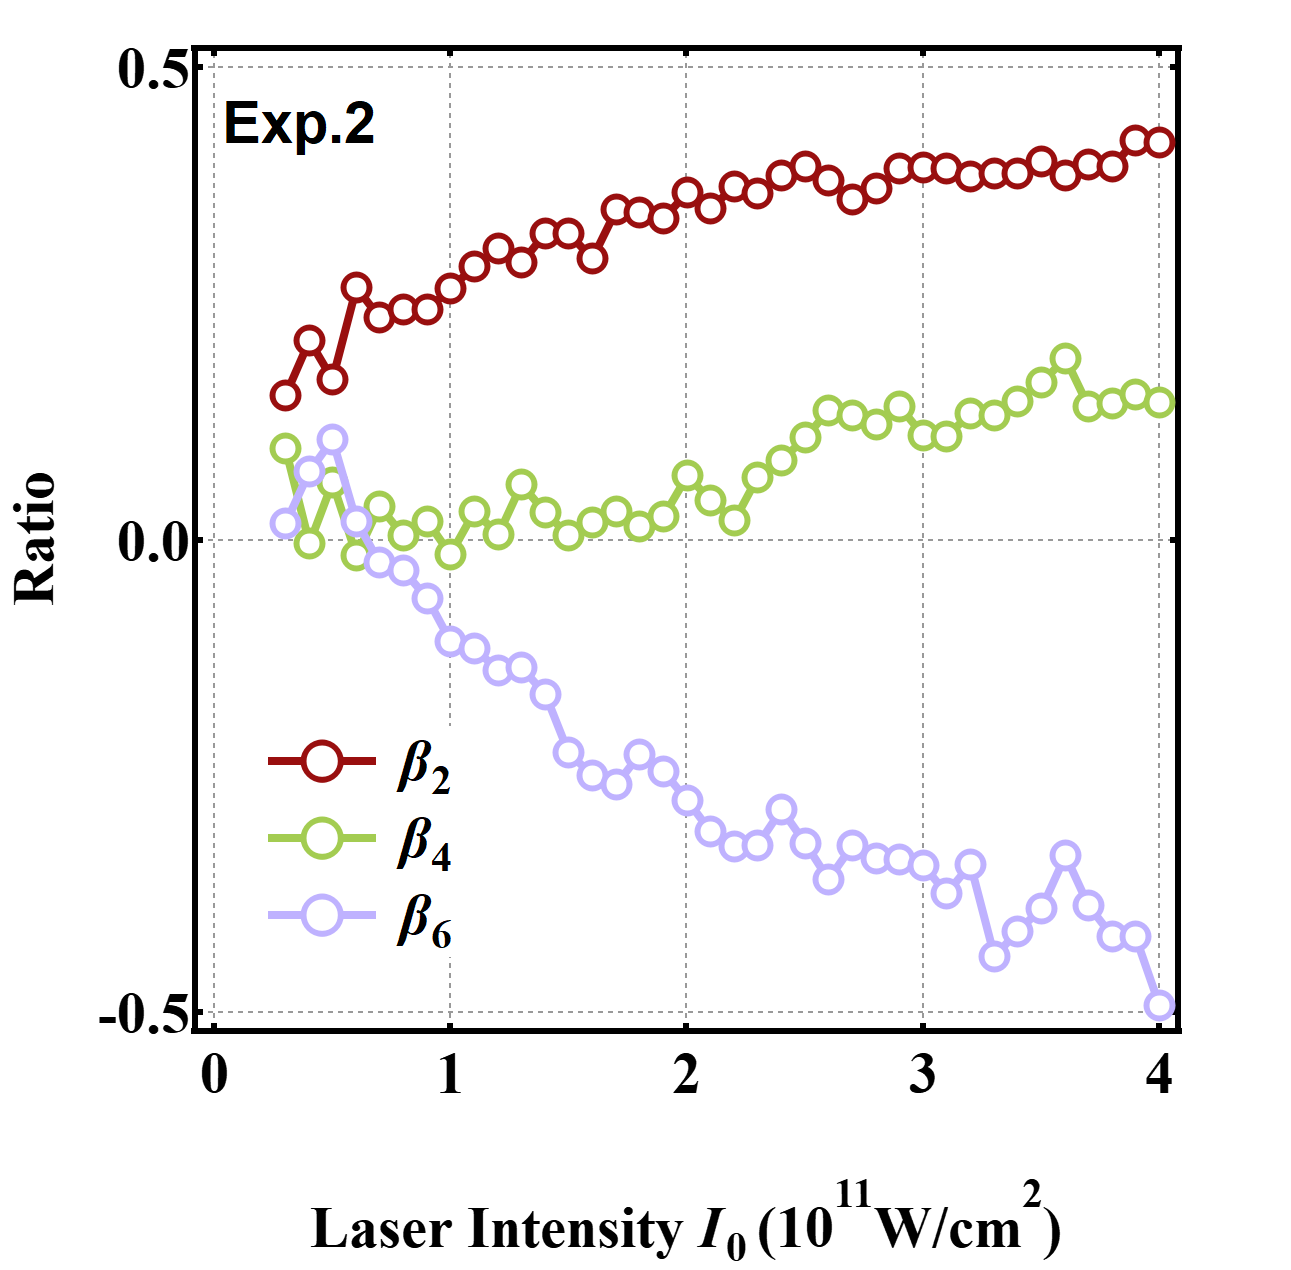 0.5
Exp.2
Ratio
0.0
β2
β4
β6
-0.5
0 1 2 3 4
Laser Intensity I0 (10^11 W/cm^2)